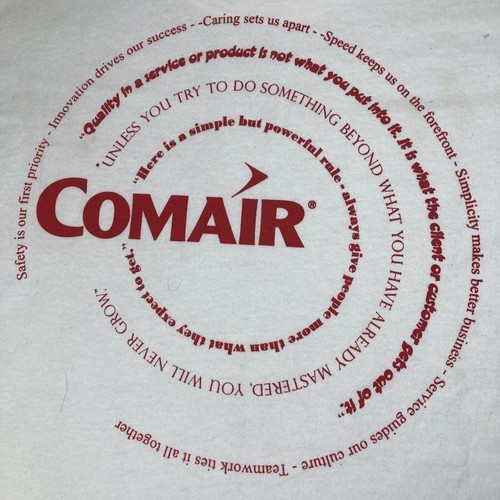 Safety is our first priority - Innovation drives our success - -Caring sets us apart - -Speed keeps us on the forefront - -Simplicity makes better business - -Service guides our culture - -Teamwork ties it all together
"Quality in a service or product is not what you put into it. It is what the client or customer gets out of it."
"UNLESS YOU TRY TO DO SOMETHING BEYOND WHAT YOU HAVE ALREADY MASTERED, YOU WILL NEVER GROW."
"Here is a simple but powerful rule - always give people more than what they expect to get."
COMAIR®